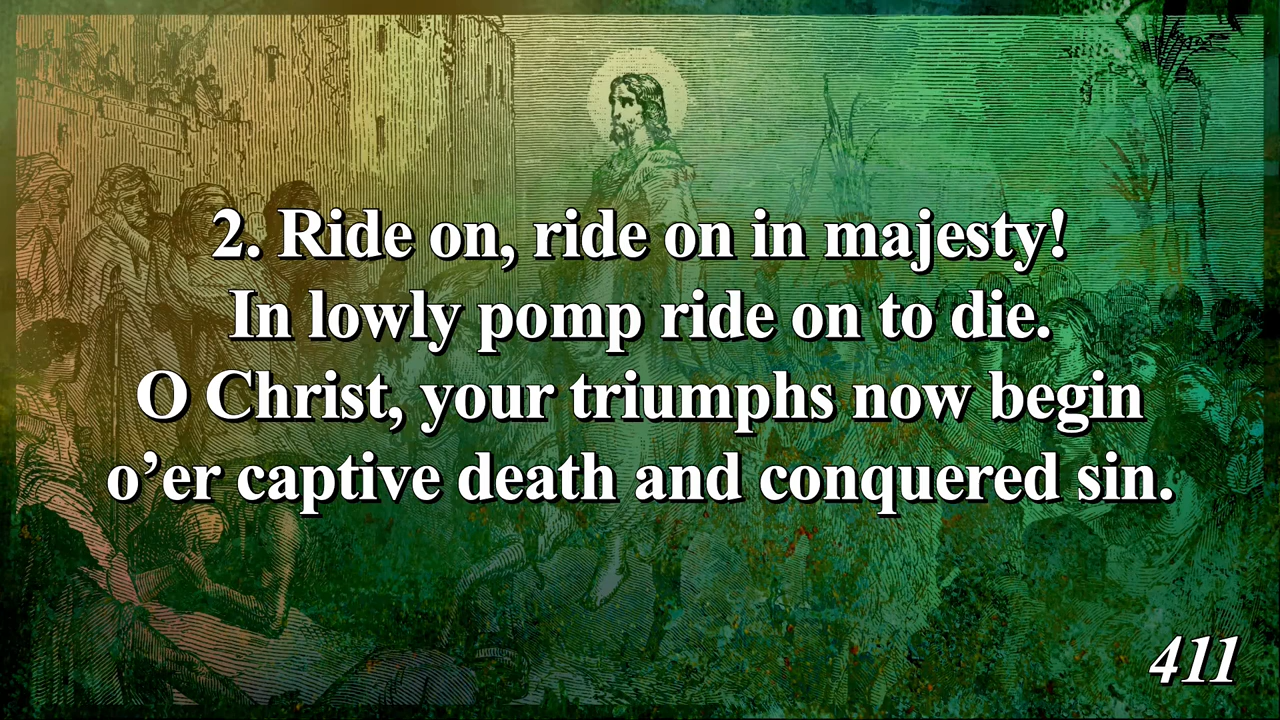 2. Ride on, ride on in majesty!
In lowly pomp ride on to die.
O Christ, your triumphs now begin
o’er captive death and conquered sin.
411